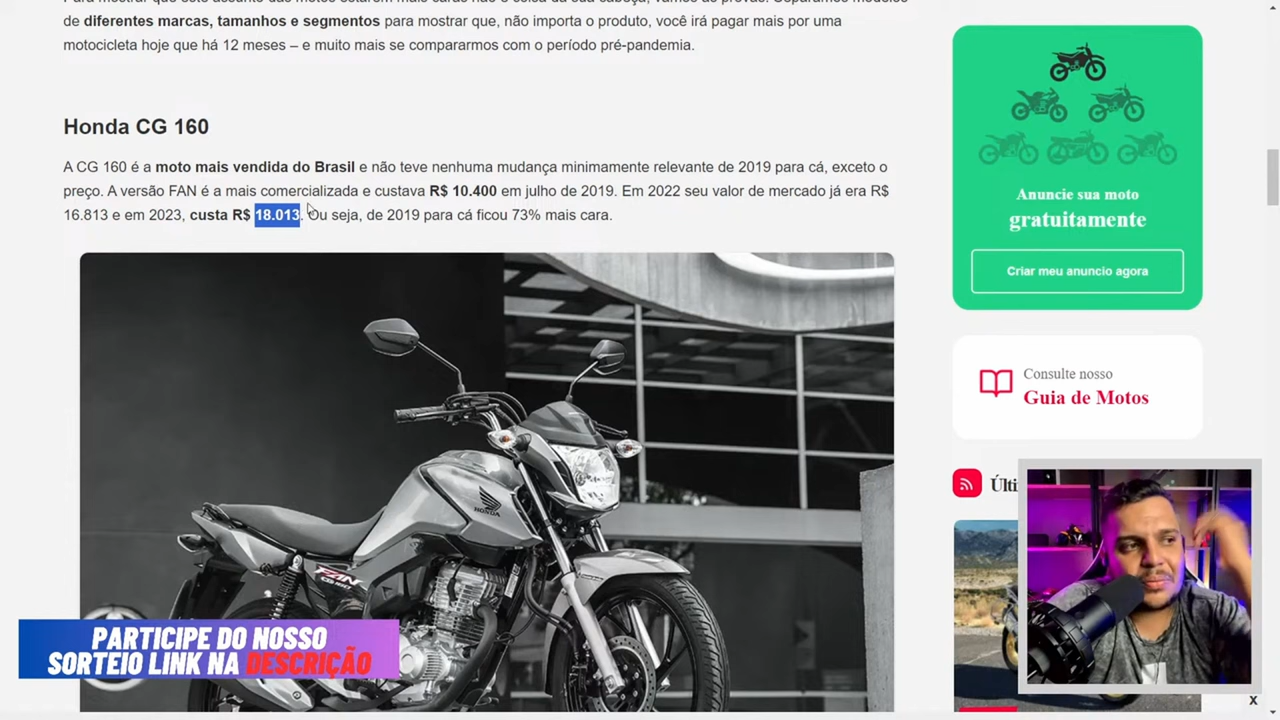 de diferentes marcas, tamanhos e segmentos para mostrar que, não importa o produto, você irá pagar mais por uma
motocicleta hoje que há 12 meses – e muito mais se compararmos com o período pré-pandemia.
Honda CG 160
A CG 160 é a moto mais vendida do Brasil e não teve nenhuma mudança minimamente relevante de 2019 para cá, exceto o
preço. A versão FAN é a mais comercializada e custava R$ 10.400 em julho de 2019. Em 2022 seu valor de mercado já era R$
16.813 e em 2023, custa R$ 18.013. Ou seja, de 2019 para cá ficou 73% mais cara.
HONDA
FAN
PARTICIPE DO NOSSO
SORTEIO LINK NA DESCRIÇÃO
Anuncie sua moto
gratuitamente
Criar meu anuncio agora
Consulte nosso
Guia de Motos
Últi
x